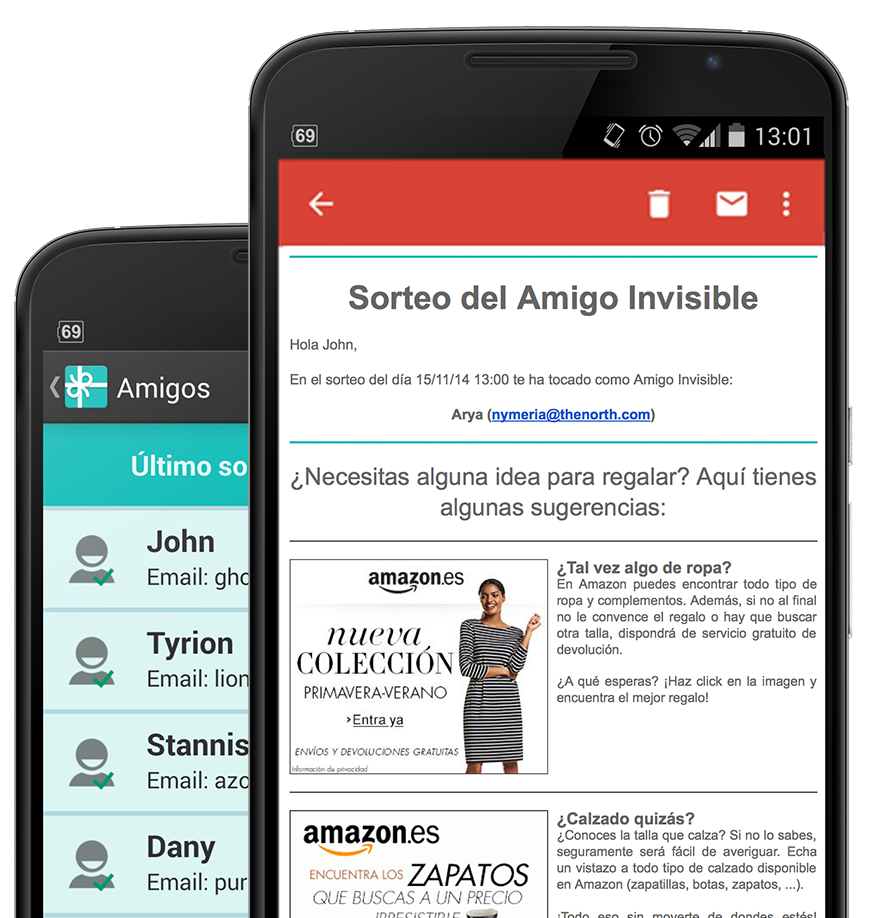 69
13:01
Sorteo del Amigo Invisible
Hola John,
En el sorteo del día 15/11/14 13:00 te ha tocado como Amigo Invisible:
Arya (nymeria@thenorth.com)
¿Necesitas alguna idea para regalar? Aquí tienes
algunas sugerencias:
amazon.es
nueva
COLECCIÓN
PRIMAVERA-VERANO
›Entra ya
ENVÍOS Y DEVOLUCIONES GRATUITAS
Información de privacidad
¿Tal vez algo de ropa?
En Amazon puedes encontrar todo tipo de
ropa y complementos. Además, si no al final
no le convence el regalo o hay que buscar
otra talla, dispondrá de servicio gratuito de
devolución.
¿A qué esperas? ¡Haz click en la imagen y
encuentra el mejor regalo!
amazon.es
ENCUENTRA LOS ZAPATOS
QUE BUSCAS A UN PRECIO
IRRESISTIBLE
¿Calzado quizás?
¿Conoces la talla que calza? Si no lo sabes,
seguramente será fácil de averiguar. Echa
un vistazo a todo tipo de calzado disponible
en Amazon (zapatillas, botas, zapatos, ...).
¡Todo eso sin moverte de dondes estés!
69
Amigos
Último so
John
Email: gho
Tyrion
Email: lion
Stannis
Email: azo
Dany
Email: pur